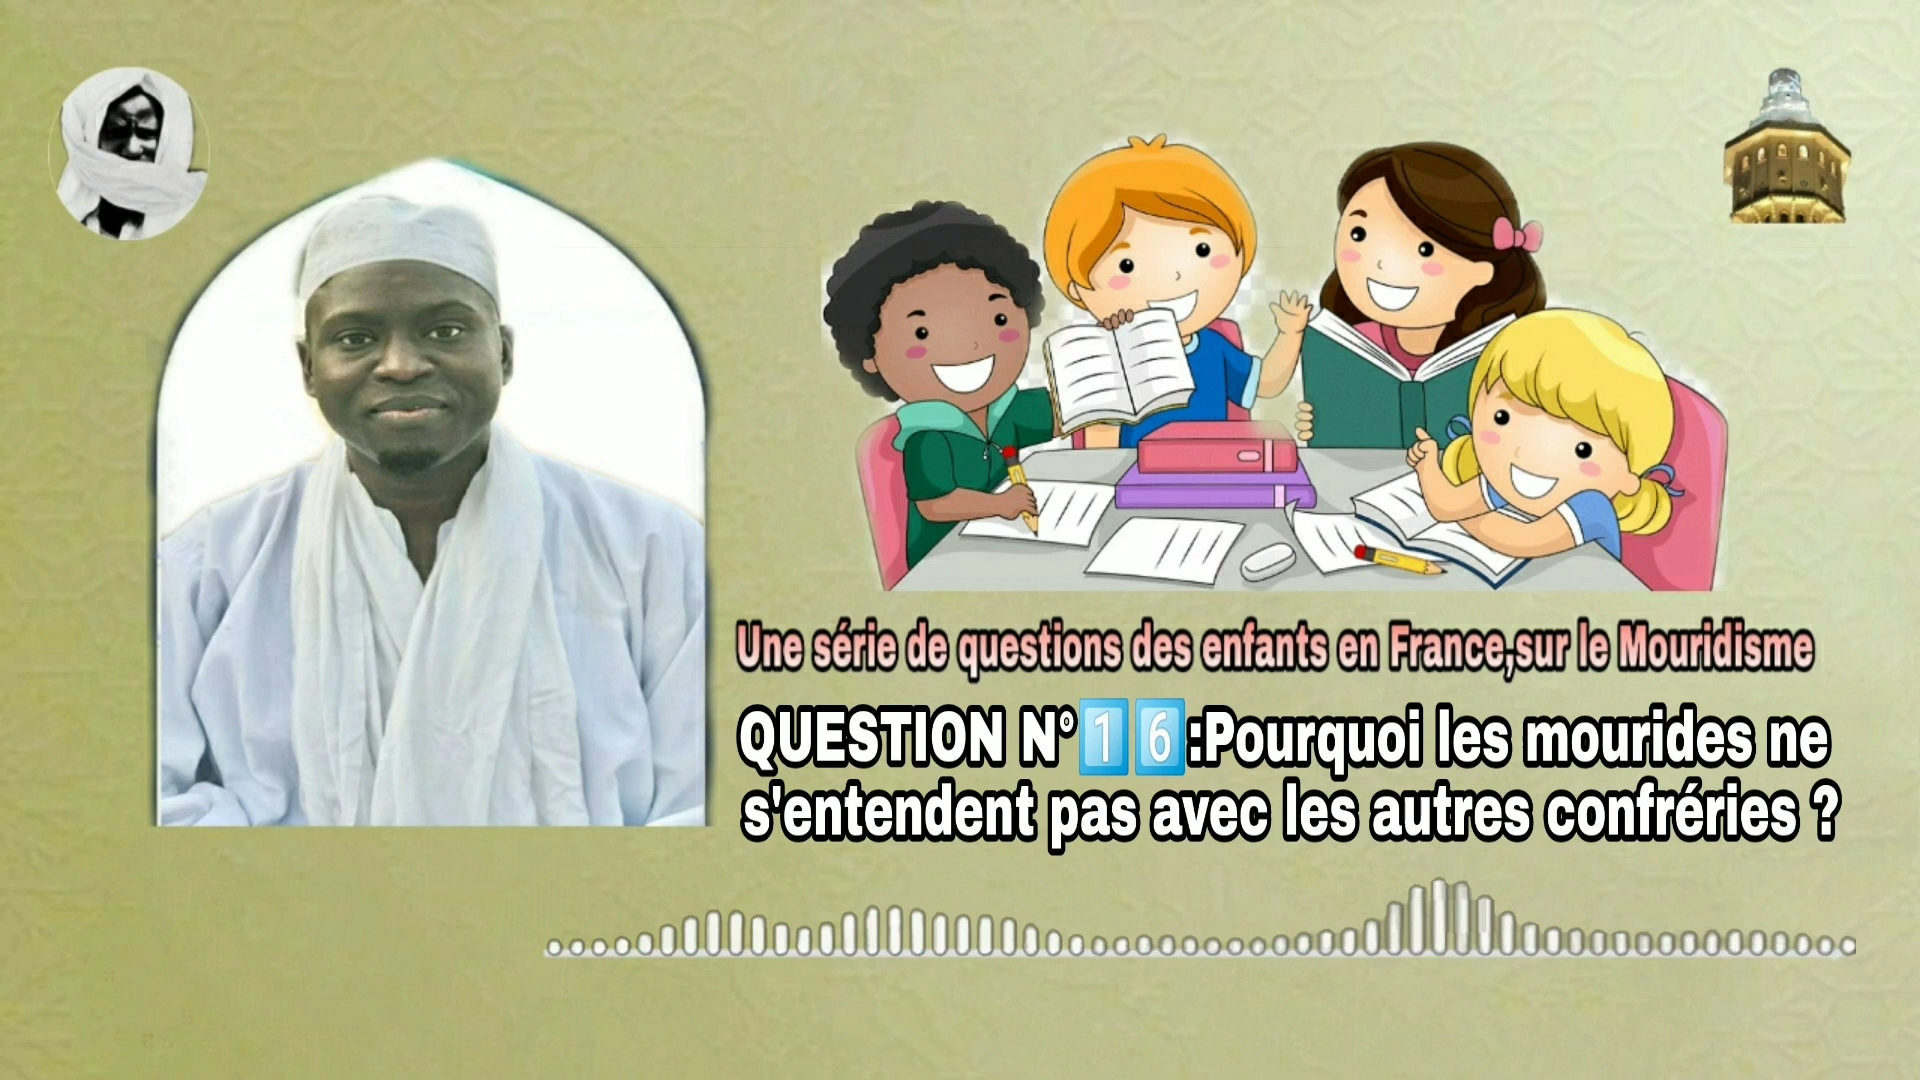 Une série de questions des enfants en France,sur le Mouridisme
QUESTION N°1️⃣6️⃣:Pourquoi les mourides ne
s'entendent pas avec les autres confréries ?